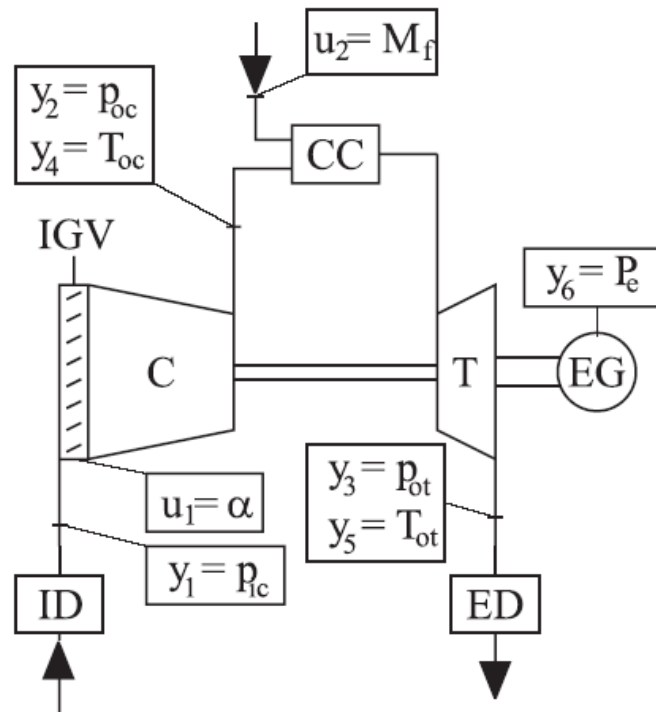 u₂= M_f
y₂ = p_oc
y₄ = T_oc
CC
IGV
y₆ = P_e
C
T
EG
u₁= α
y₃= p_ot
y₅= T_ot
y₁= p_ic
ID
ED